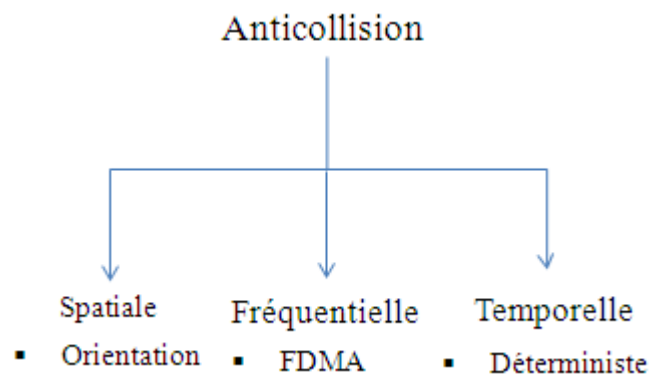 Anticollision
Spatiale
▪ Orientation
Fréquentielle
▪ FDMA
Temporelle
▪ Déterministe